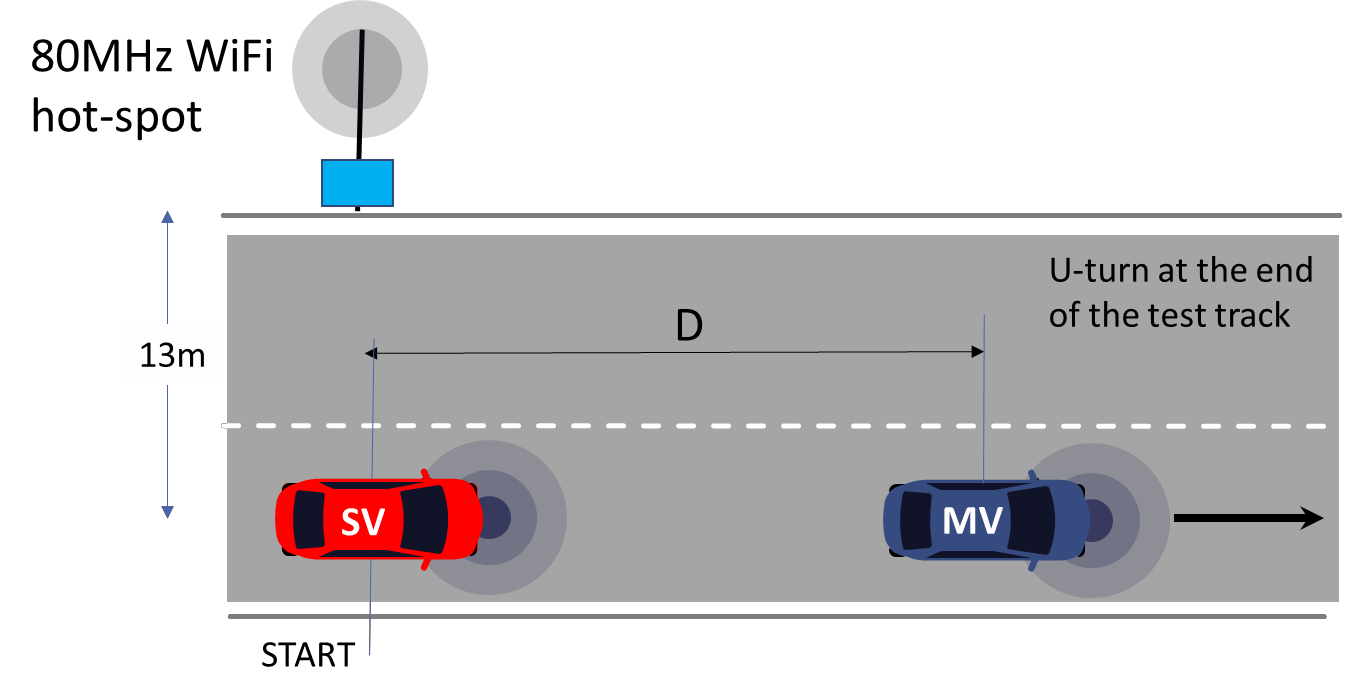 80MHz WiFi
hot-spot
U-turn at the end
of the test track
D
13m
SV
MV
START